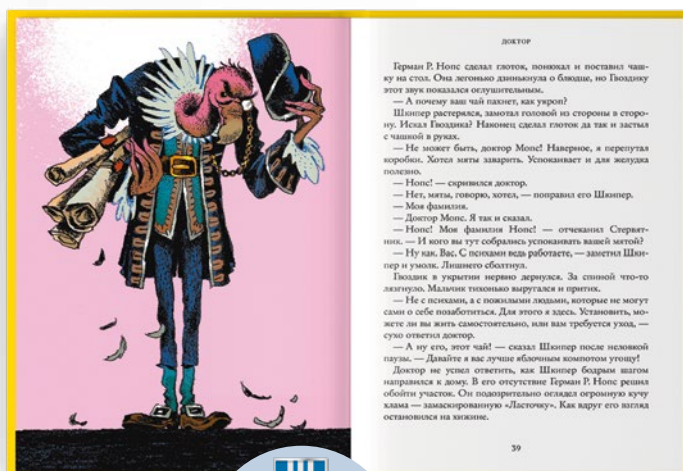 ДОКТОР
Герман Р. Нопс сделал глоток, понюхал и поставил чаш-
ку на стол. Она легонько дзинькнула о блюдце, но Гвоздику
этот звук показался оглушительным.
— А почему ваш чай пахнет, как укроп?
Шкипер растерялся, замотал головой из стороны в сторо-
ну. Искал Гвоздика? Наконец сделал глоток да так и застыл
с чашкой в руках.
— Не может быть, доктор Мопс! Наверное, я перепутал
коробки. Хотел мяты заварить. Успокаивает и для желудка
полезно.
— Нопс! — скривился доктор.
— Нет, мяты, говорю, хотел, — поправил его Шкипер.
— Моя фамилия.
— Доктор Мопс. Я так и сказал.
— Нопс! Моя фамилия Нопс! — отчеканил Стервят-
ник. — И кого вы тут собрались успокаивать вашей мятой?
— Ну как. Вас. С психами ведь работаете, — заметил Шки-
пер и умолк. Лишнего сболтнул.
Гвоздик в укрытии нервно дернулся. За спиной что-то
лязгнуло. Мальчик тихонько выругался и притих.
— Не с психами, а с пожилыми людьми, которые не могут
сами о себе позаботиться. Для этого я здесь. Установить, мо-
жете ли вы жить самостоятельно, или вам требуется уход, —
сухо ответил доктор.
— А ну его, этот чай! — сказал Шкипер после неловкой
паузы. — Давайте я вас лучше яблочным компотом угощу!
Доктор не успел ответить, как Шкипер бодрым шагом
направился к дому. В его отсутствие Герман Р. Нопс решил
обойти участок. Он подозрительно оглядел огромную кучу
хлама — замаскированную «Ласточку». Как вдруг его взгляд
остановился на хижине.
39